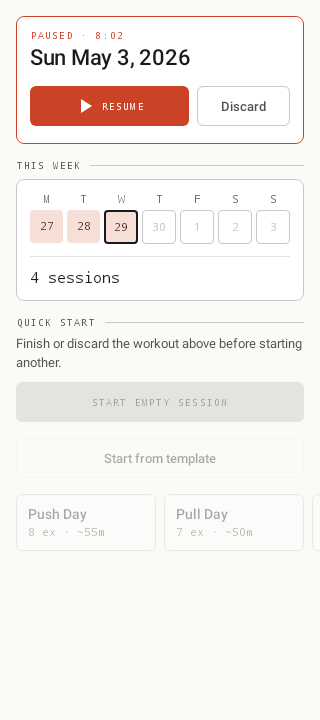 PAUSED · 8:02
Sun May 3, 2026
RESUME
Discard
THIS WEEK
M T W T F S S
27 28 29 30 1 2 3
4 sessions
QUICK START
Finish or discard the workout above before starting
another.
START EMPTY SESSION
Start from template
Push Day
8 ex · ~55m
Pull Day
7 ex · ~50m